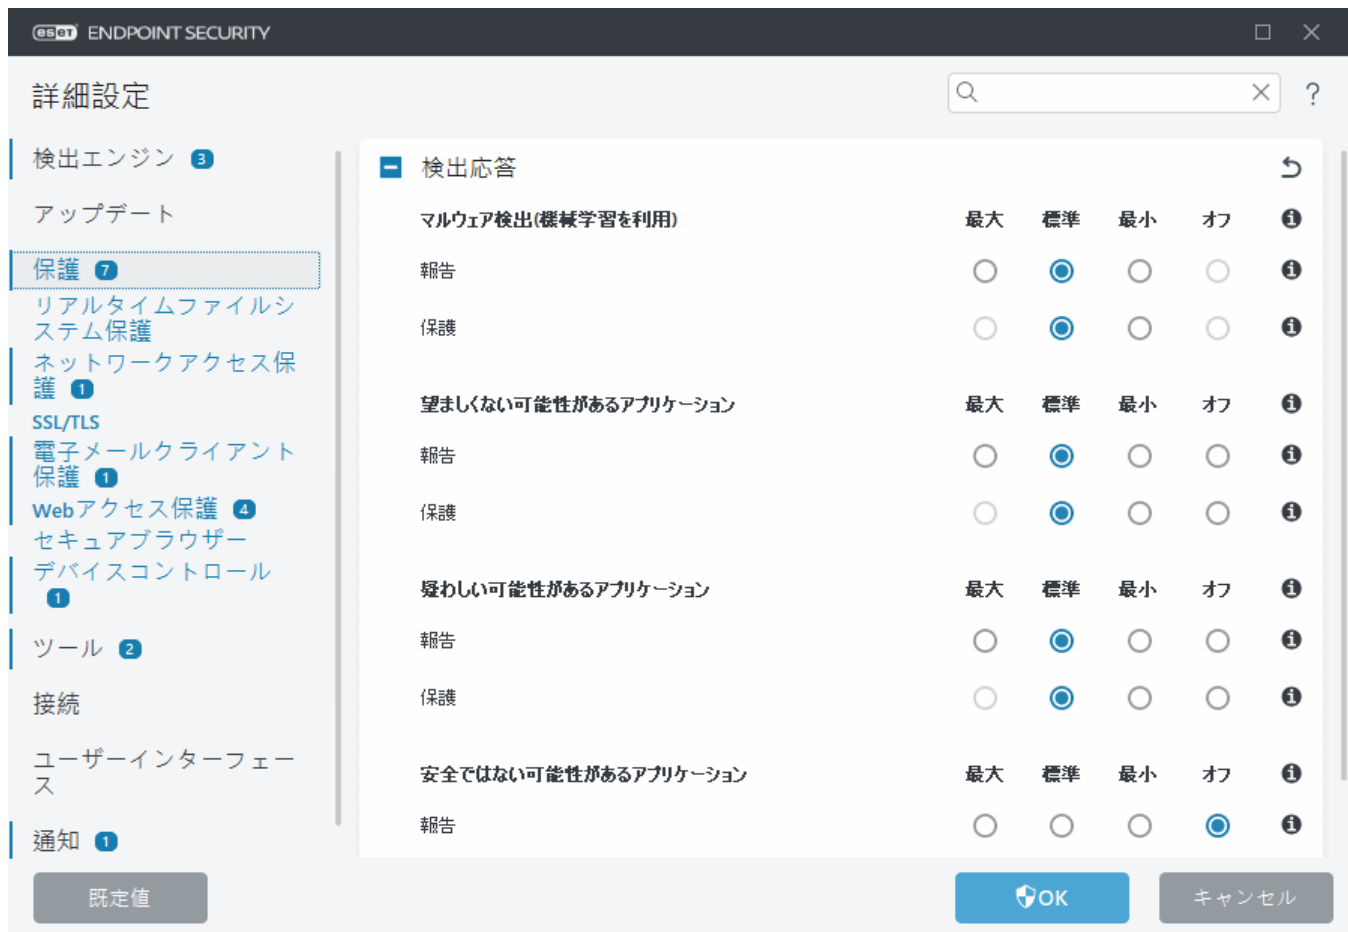 eset ENDPOINT SECURITY
詳細設定
?
検出エンジン 3
アップデート
保護 7
リアルタイムファイルシ
ステム保護
ネットワークアクセス保
護 1
SSL/TLS
電子メールクライアント
保護 1
Webアクセス保護 4
セキュアブラウザー
デバイスコントロール
1
ツール 2
接続
ユーザーインターフェー
ス
通知 1
検出応答
マルウェア検出(機械学習を利用) 最大 標準 最小 オフ
報告
保護
望ましくない可能性があるアプリケーション 最大 標準 最小 オフ
報告
保護
疑わしい可能性があるアプリケーション 最大 標準 最小 オフ
報告
保護
安全ではない可能性があるアプリケーション 最大 標準 最小 オフ
報告
既定値
OK
キャンセル